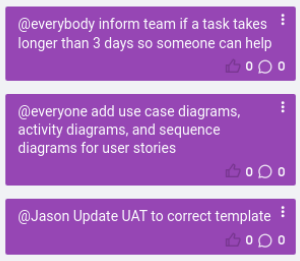 @everybody inform team if a task takes
longer than 3 days so someone can help
0 0
@everyone add use case diagrams,
activity diagrams, and sequence
diagrams for user stories
0 0
@Jason Update UAT to correct template
0 0